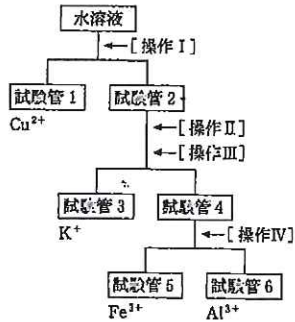 水溶液
←[操作Ⅰ]
試験管1 試験管2
Cu²⁺
←[操作Ⅱ]
←[操作Ⅲ]
試験管3 試験管4
K⁺
←[操作Ⅳ]
試験管5 試験管6
Fe³⁺ Al³⁺